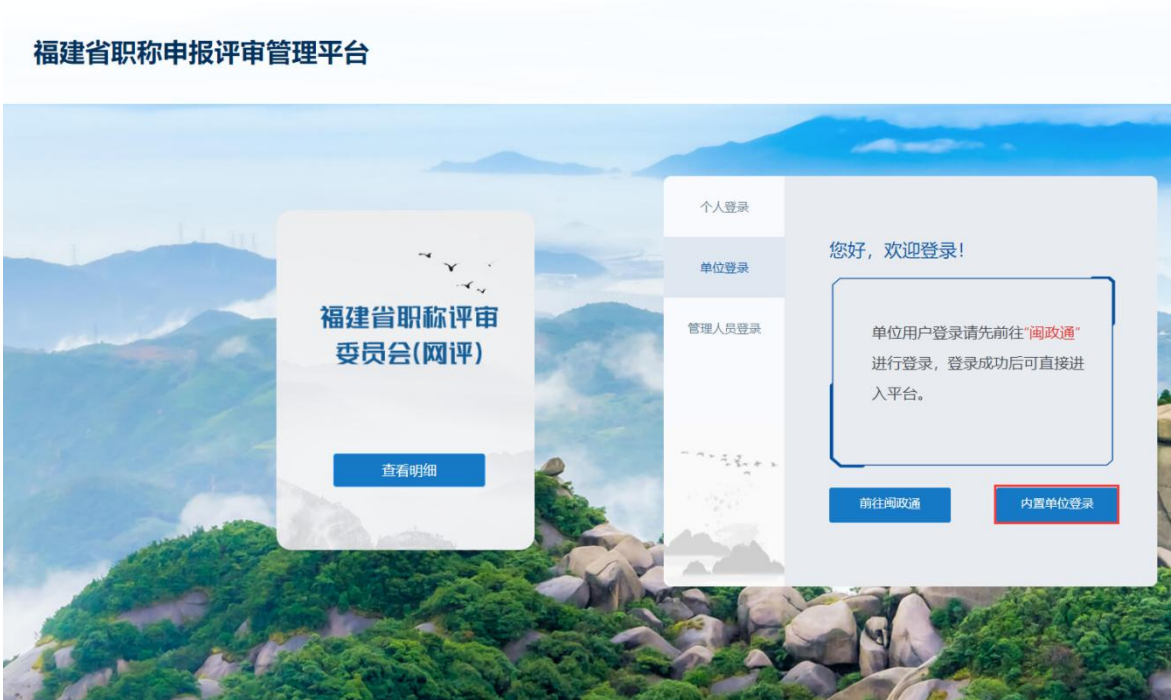 福建省职称申报评审管理平台
福建省职称评审
委员会(网评)
查看明细
个人登录
单位登录
管理人员登录
您好，欢迎登录！
单位用户登录请先前往“闽政通”
进行登录，登录成功后可直接进
入平台。
前往闽政通
内置单位登录